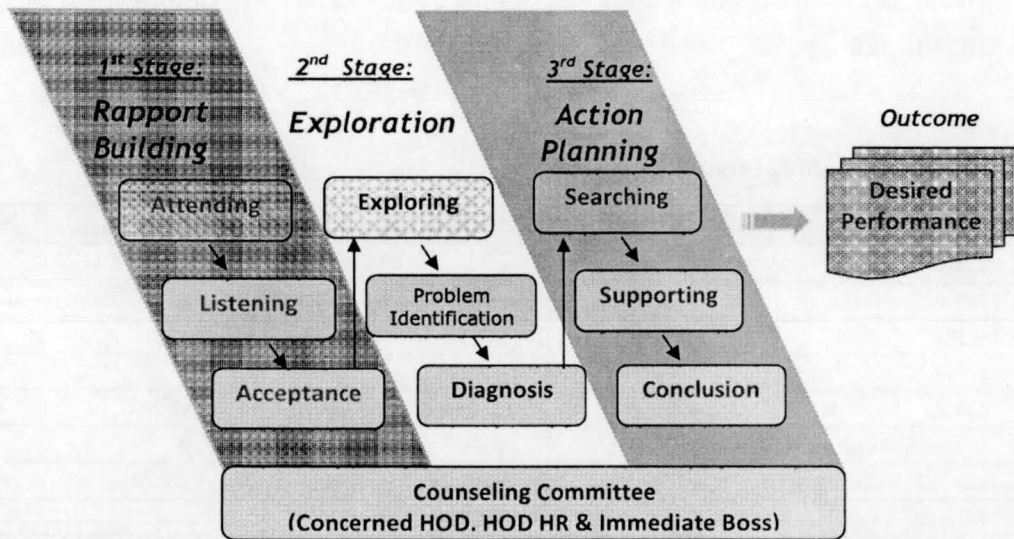 1st Stage:
Rapport
Building
Attending
Listening
Acceptance
2nd Stage:
Exploration
Exploring
Problem
Identification
Diagnosis
3rd Stage:
Action
Planning
Searching
Supporting
Conclusion
Outcome
Desired
Performance
Counseling Committee
(Concerned HOD. HOD HR & Immediate Boss)